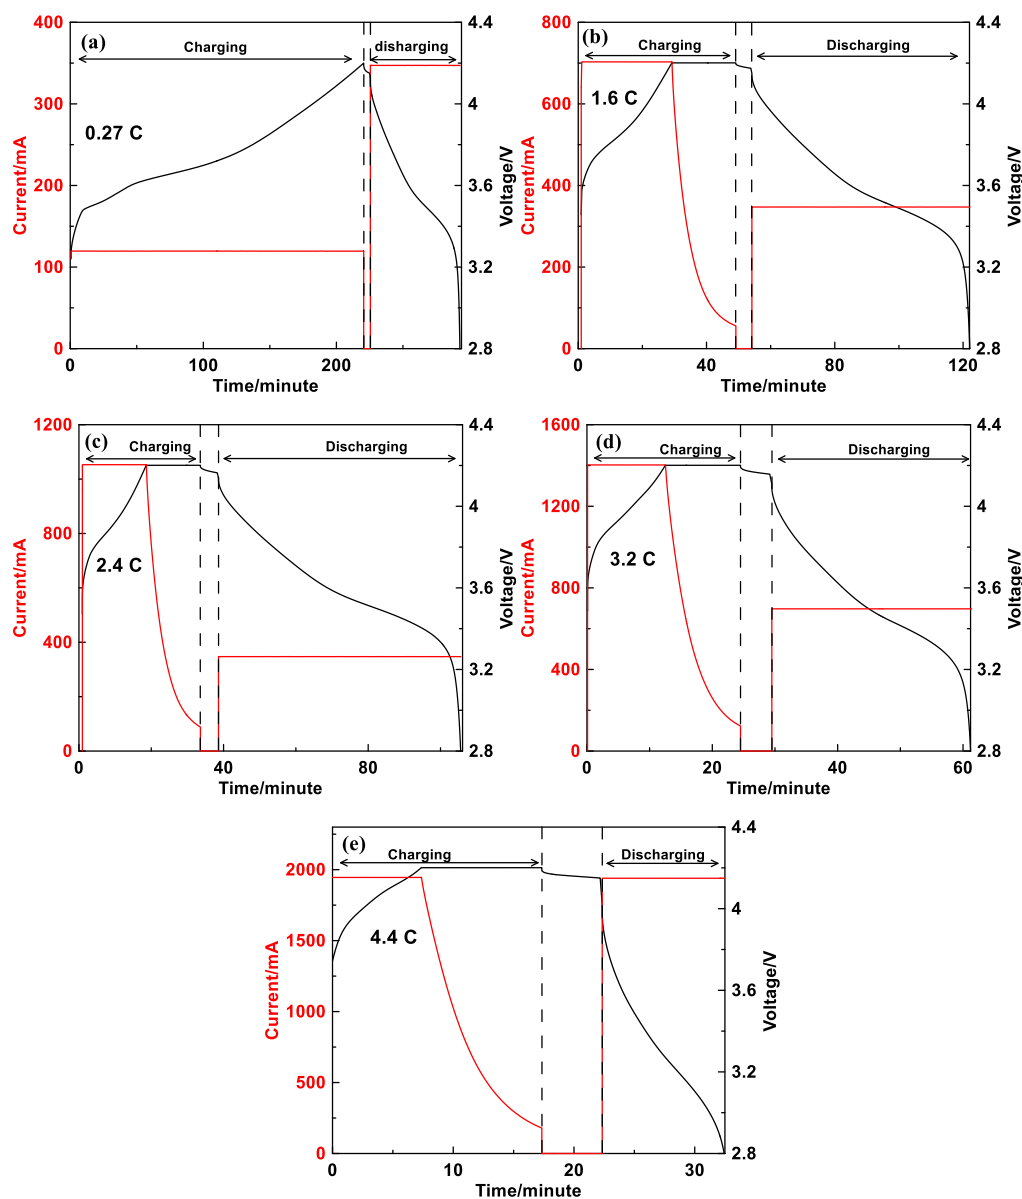 400 4.4
(a) Charging disharging
300 4
0.27 C
200 3.6
100 3.2
0 2.8
0 100 200
Time/minute
Current/mA
Voltage/V
800 4.4
(b) Charging Discharging
600 4
1.6 C
400 3.6
200 3.2
0 2.8
0 40 80 120
Time/minute
Current/mA
Voltage/V
1200 4.4
(c) Charging Discharging
800 4
2.4 C
3.6
400 3.2
0 2.8
0 40 80
Time/minute
Current/mA
Voltage/V
1600 4.4
(d) Charging Discharging
1200 4
3.2 C
800 3.6
400 3.2
0 2.8
0 20 40 60
Time/minute
Current/mA
Voltage/V
4.4
(e) Charging Discharging
2000
4
4.4 C
1500
3.6
1000
3.2
500
0 2.8
0 10 20 30
Time/minute
Current/mA
Voltage/V